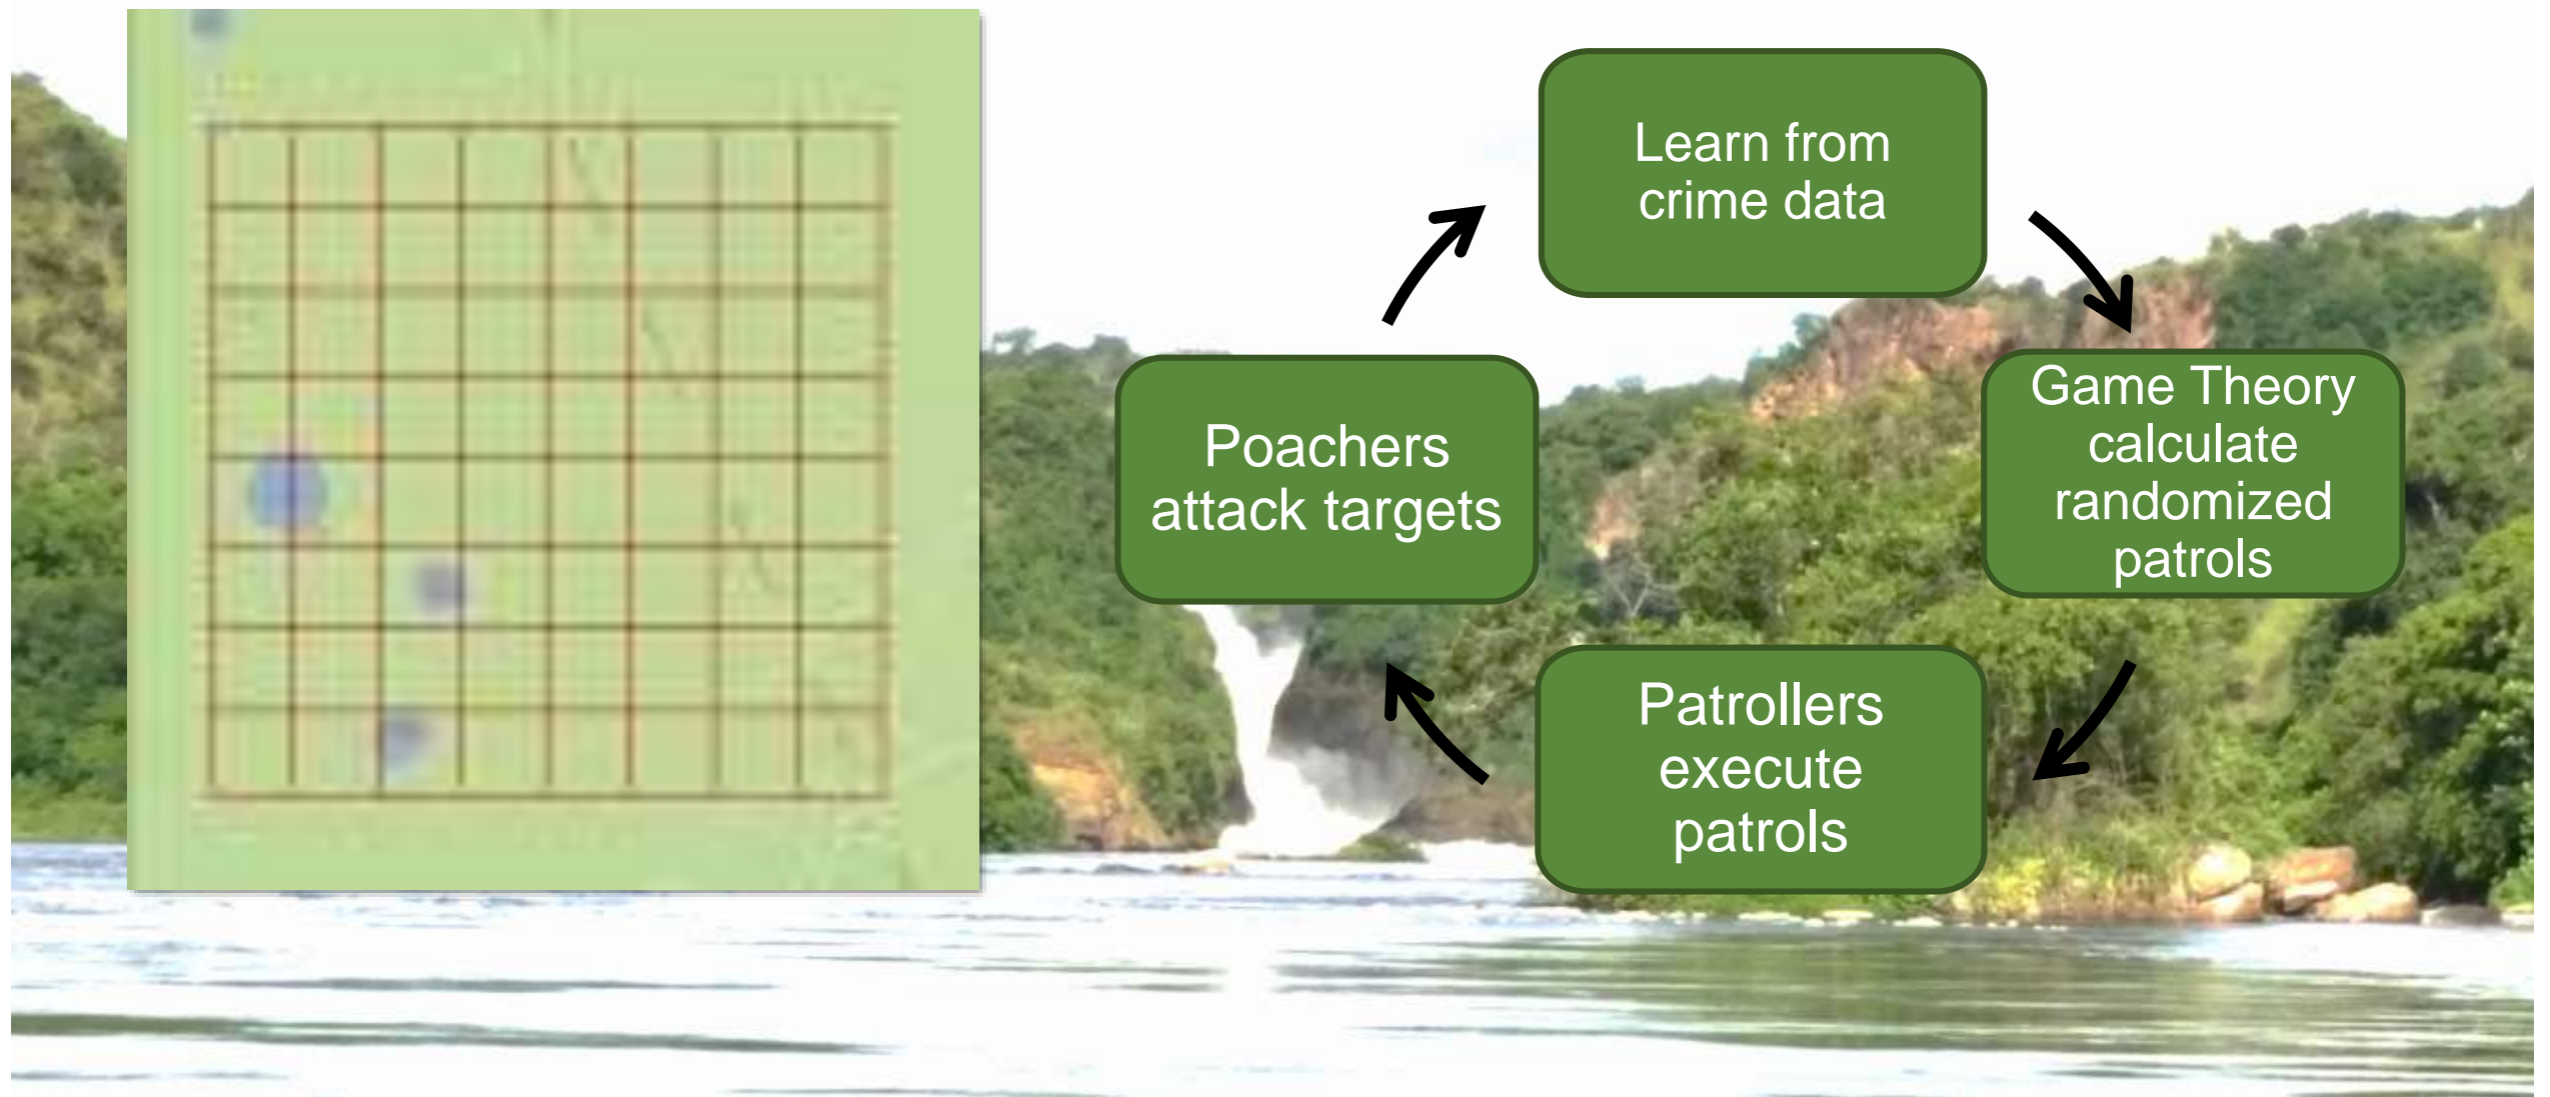 Learn from
crime data
Game Theory
calculate
randomized
patrols
Patrollers
execute
patrols
Poachers
attack targets